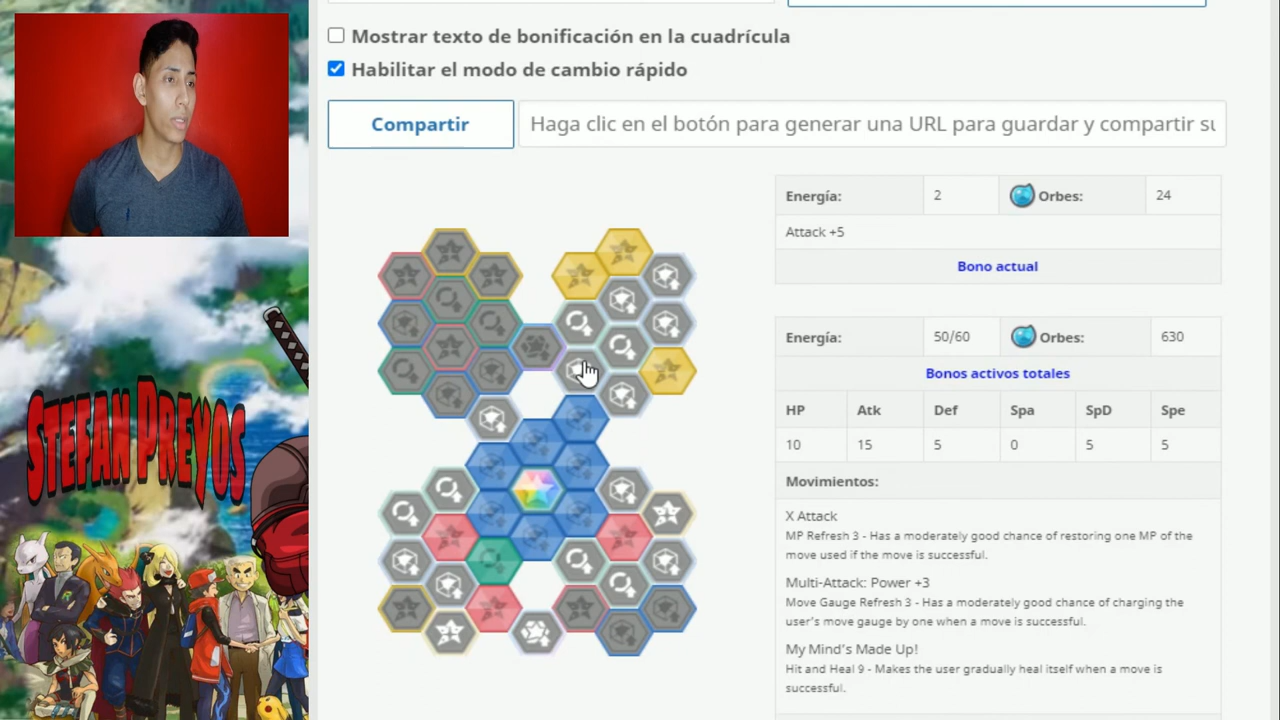 Mostrar texto de bonificación en la cuadrícula
Habilitar el modo de cambio rápido
Compartir
Haga clic en el botón para generar una URL para guardar y compartir su
Energía: 2 Orbes: 24
Attack +5
Bono actual
Energía: 50/60 Orbes: 630
Bonos activos totales
HP Atk Def Spa SpD Spe
10 15 5 0 5 5
Movimientos:
X Attack
MP Refresh 3 - Has a moderately good chance of restoring one MP of the
move used if the move is successful.
Multi-Attack: Power +3
Move Gauge Refresh 3 - Has a moderately good chance of charging the
user's move gauge by one when a move is successful.
My Mind's Made Up!
Hit and Heal 9 - Makes the user gradually heal itself when a move is
successful.
STEFAN PREYOS